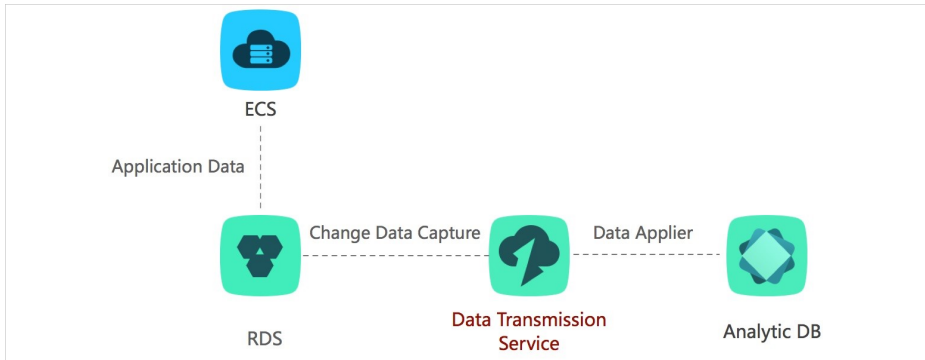 ECS
Application Data
Change Data Capture
Data Applier
RDS
Data Transmission
Service
Analytic DB